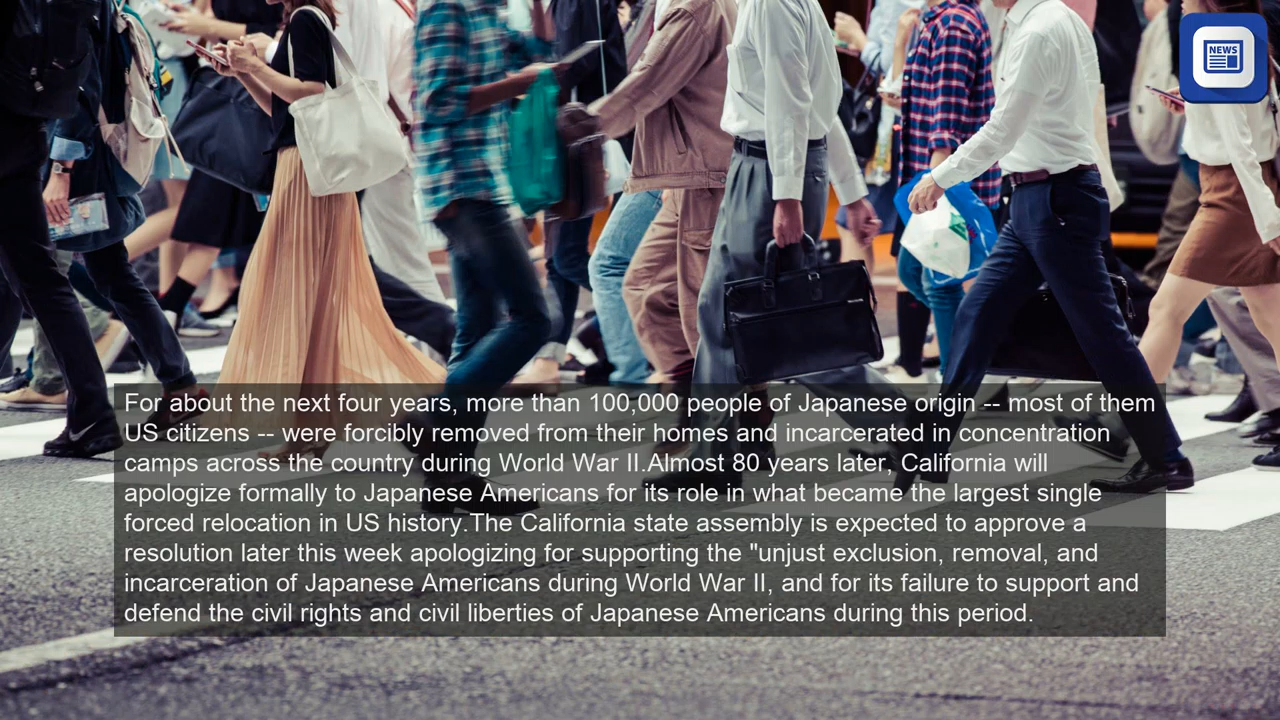 NEWS
For about the next four years, more than 100,000 people of Japanese origin -- most of them
US citizens -- were forcibly removed from their homes and incarcerated in concentration
camps across the country during World War II.Almost 80 years later, California will
apologize formally to Japanese Americans for its role in what became the largest single
forced relocation in US history.The California state assembly is expected to approve a
resolution later this week apologizing for supporting the "unjust exclusion, removal, and
incarceration of Japanese Americans during World War II, and for its failure to support and
defend the civil rights and civil liberties of Japanese Americans during this period.